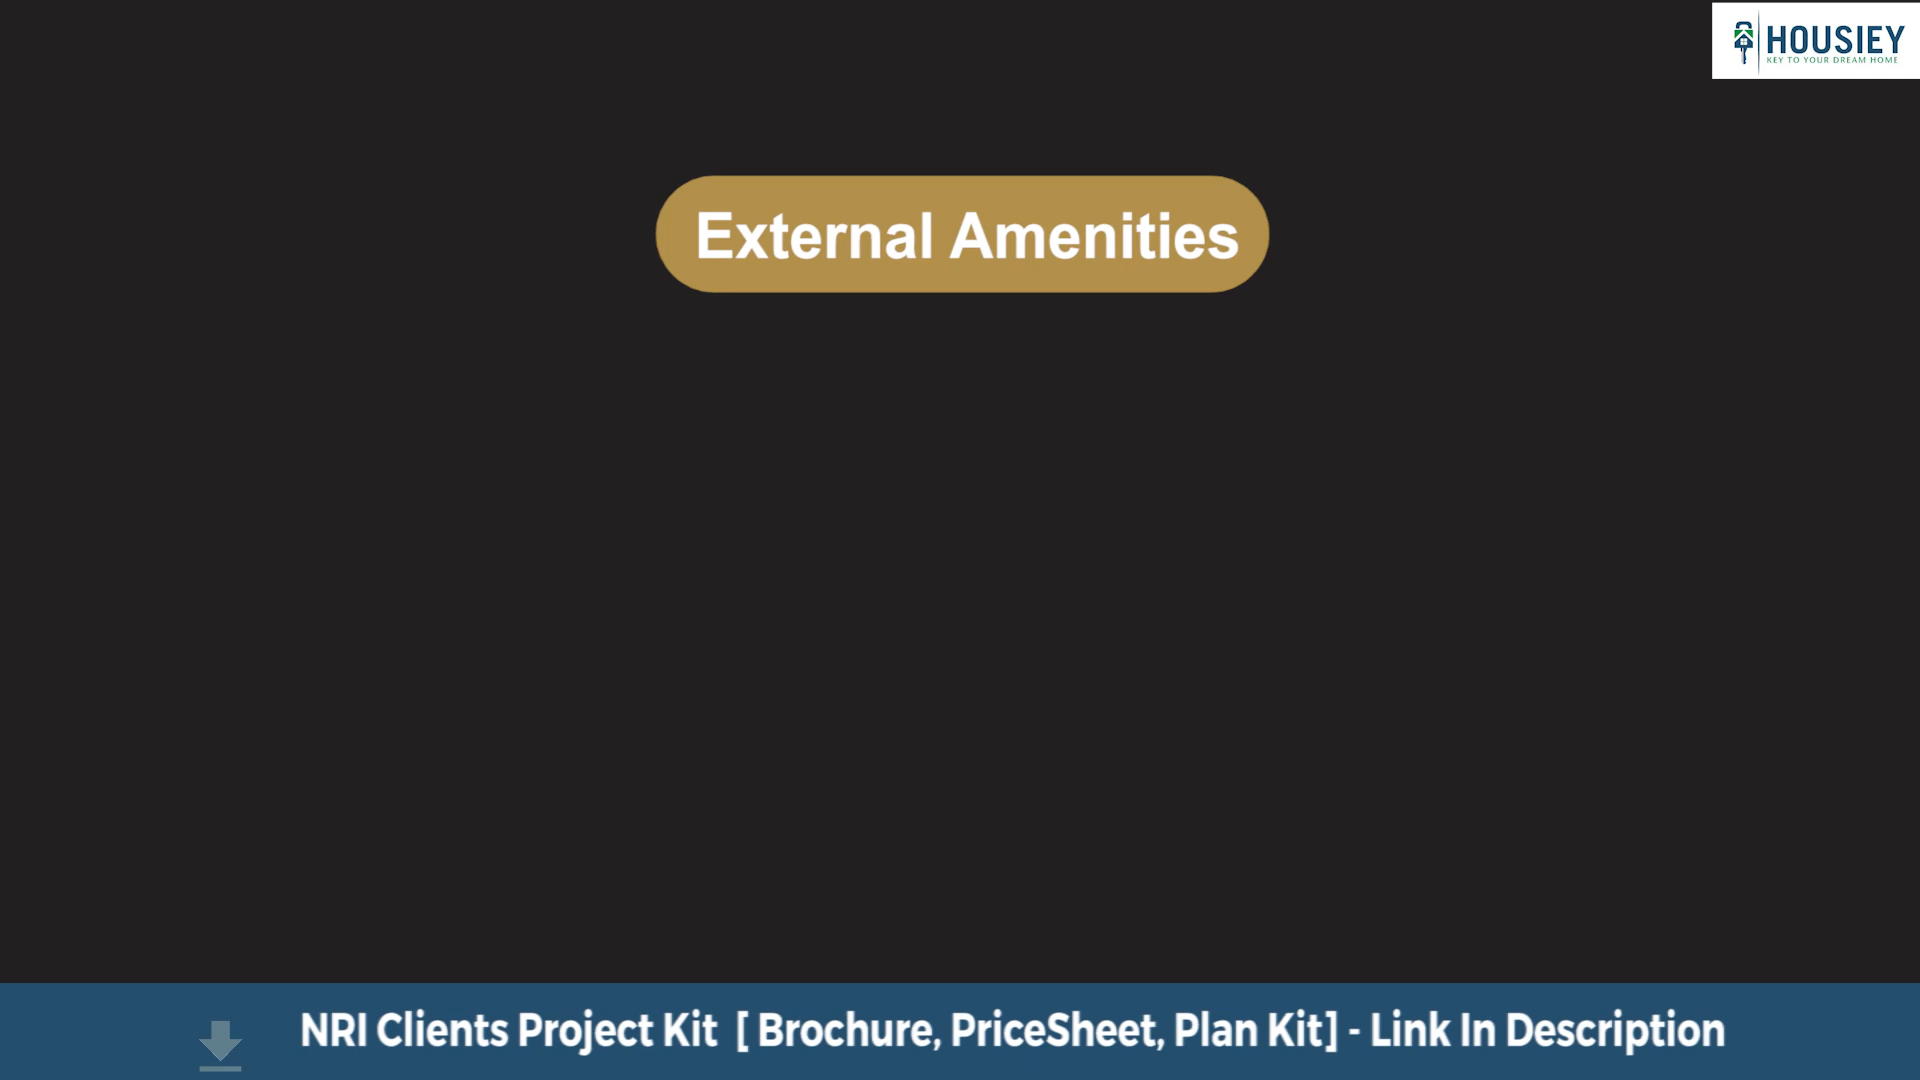 HOUSIEY
KEY TO YOUR DREAM HOME
External Amenities
NRI Clients Project Kit [ Brochure, PriceSheet, Plan Kit] - Link In Description